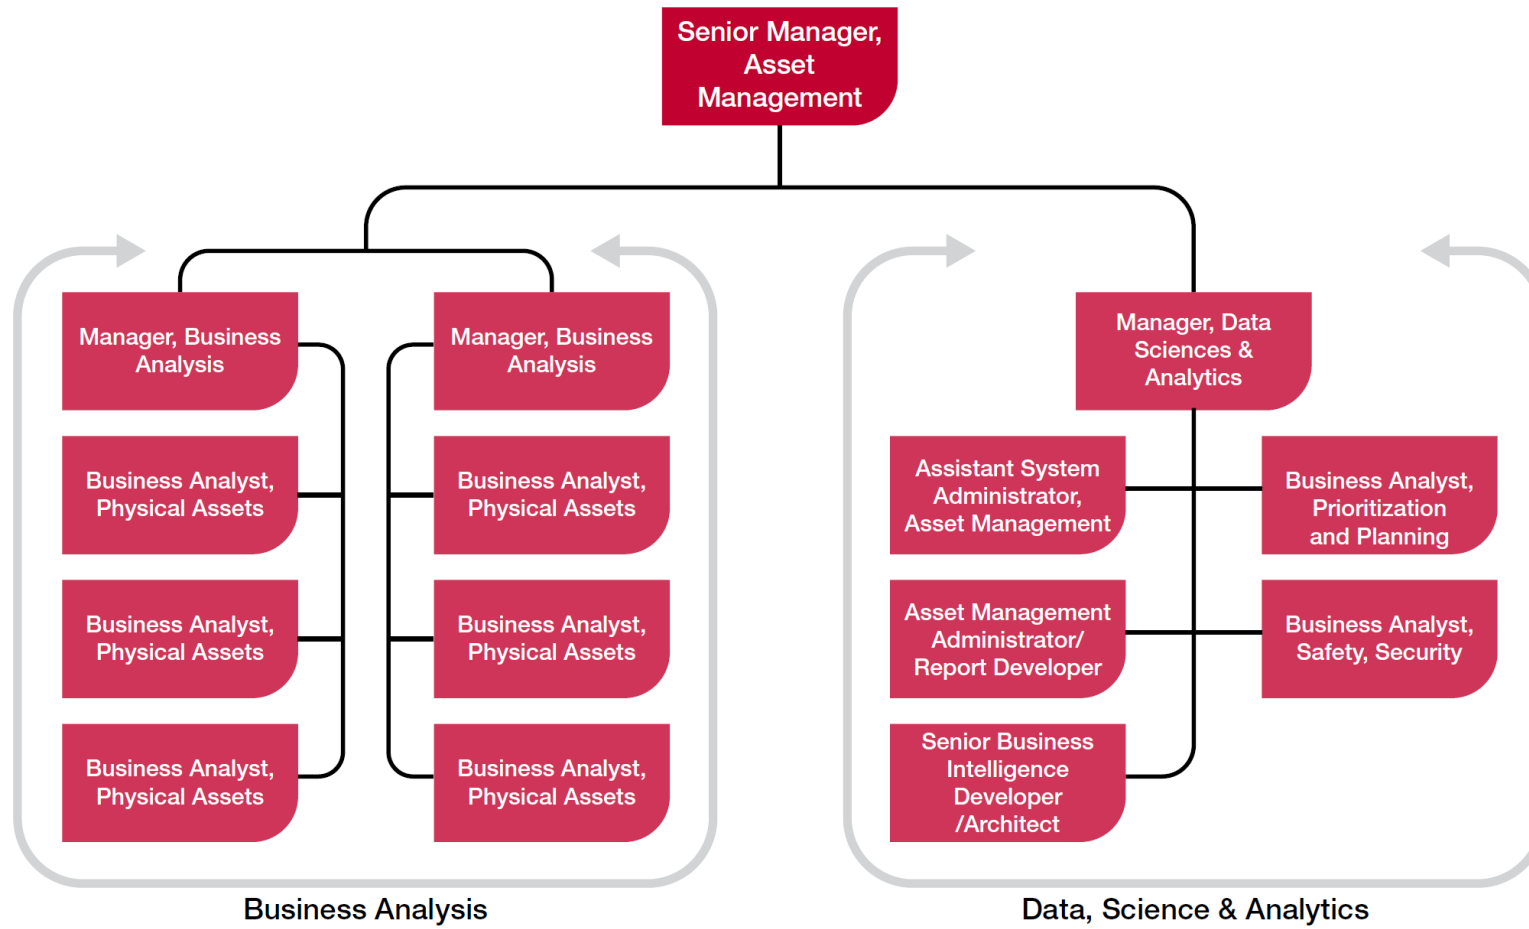 Senior Manager,
Asset
Management
Manager, Business
Analysis
Manager, Business
Analysis
Manager, Data
Sciences &
Analytics
Business Analyst,
Physical Assets
Business Analyst,
Physical Assets
Assistant System
Administrator,
Asset Management
Business Analyst,
Prioritization
and Planning
Business Analyst,
Physical Assets
Business Analyst,
Physical Assets
Asset Management
Administrator/
Report Developer
Business Analyst,
Safety, Security
Business Analyst,
Physical Assets
Business Analyst,
Physical Assets
Senior Business
Intelligence
Developer
/Architect
Business Analysis
Data, Science & Analytics